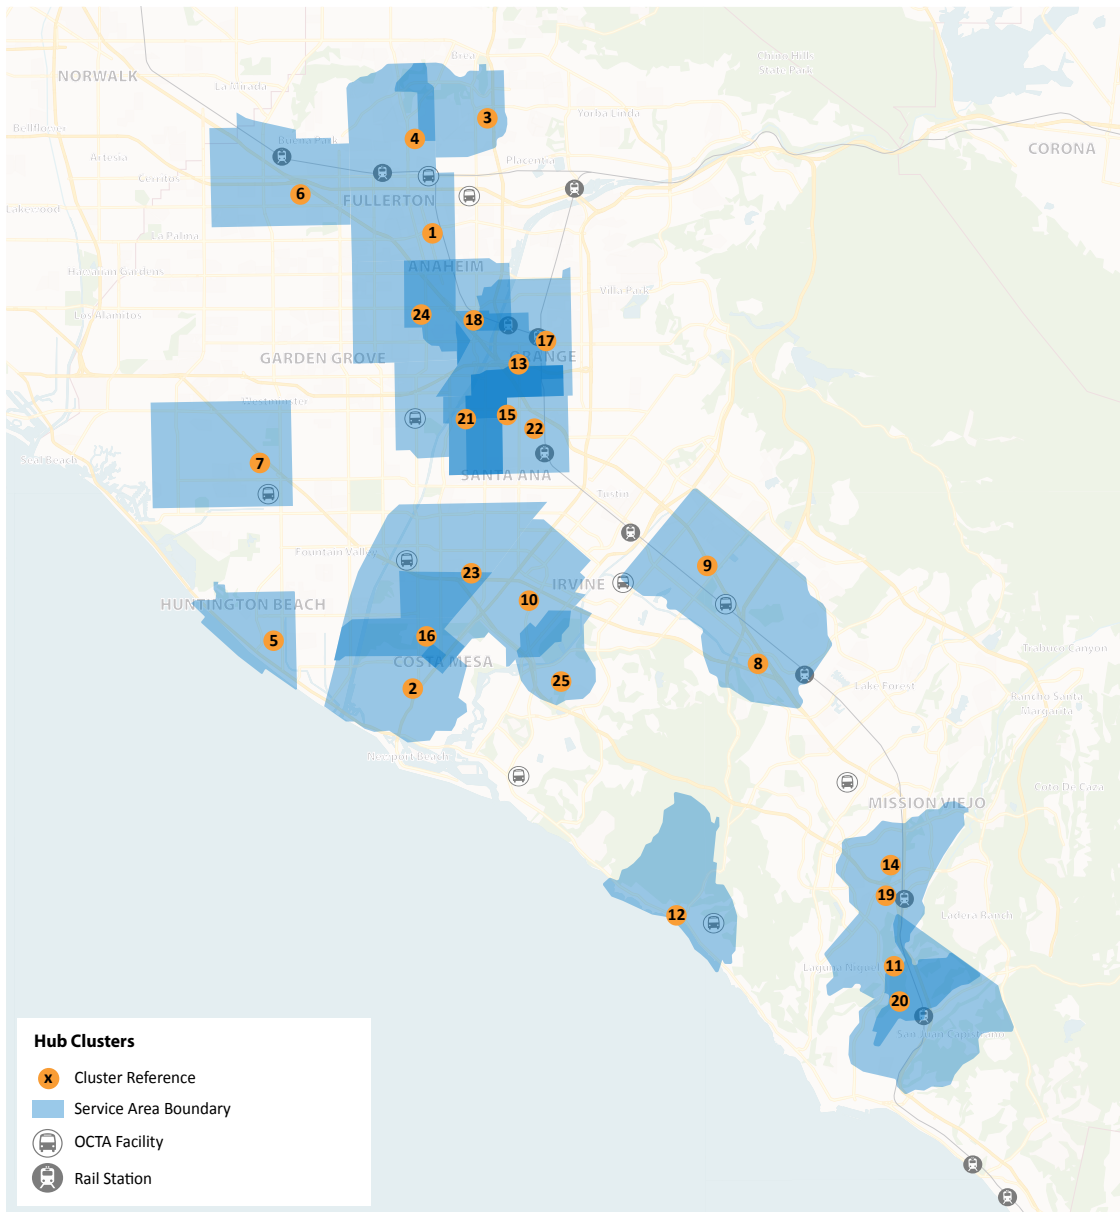 Brea
Chino Hills
State Park
NORWALK
La Mirada
3
Yorba Linda
Bellflower
4
Buena Park
CORONA
Artesia
Placentia
Cerritos
6
FULLERTON
Lakewood
1
La Palma
ANAHEIM
Hawaiian Gardens
Villa Park
Los Alamitos
24
18
17
GARDEN GROVE
ORANGE
13
Westminster
21
15
22
Seal Beach
7
SANTA ANA
Tustin
Fountain Valley
9
23
IRVINE
10
HUNTINGTON BEACH
5
16
COSTA MESA
8
Trabuco Canyon
25
2
Lake Forest
Rancho Santa
Margarita
Newport Beach
Coto De Caza
MISSION VIEJO
14
19
12
Ladera Ranch
11
Laguna Niguel
20
San Juan Capistrano
Hub Clusters
x Cluster Reference
Service Area Boundary
OCTA Facility
Rail Station